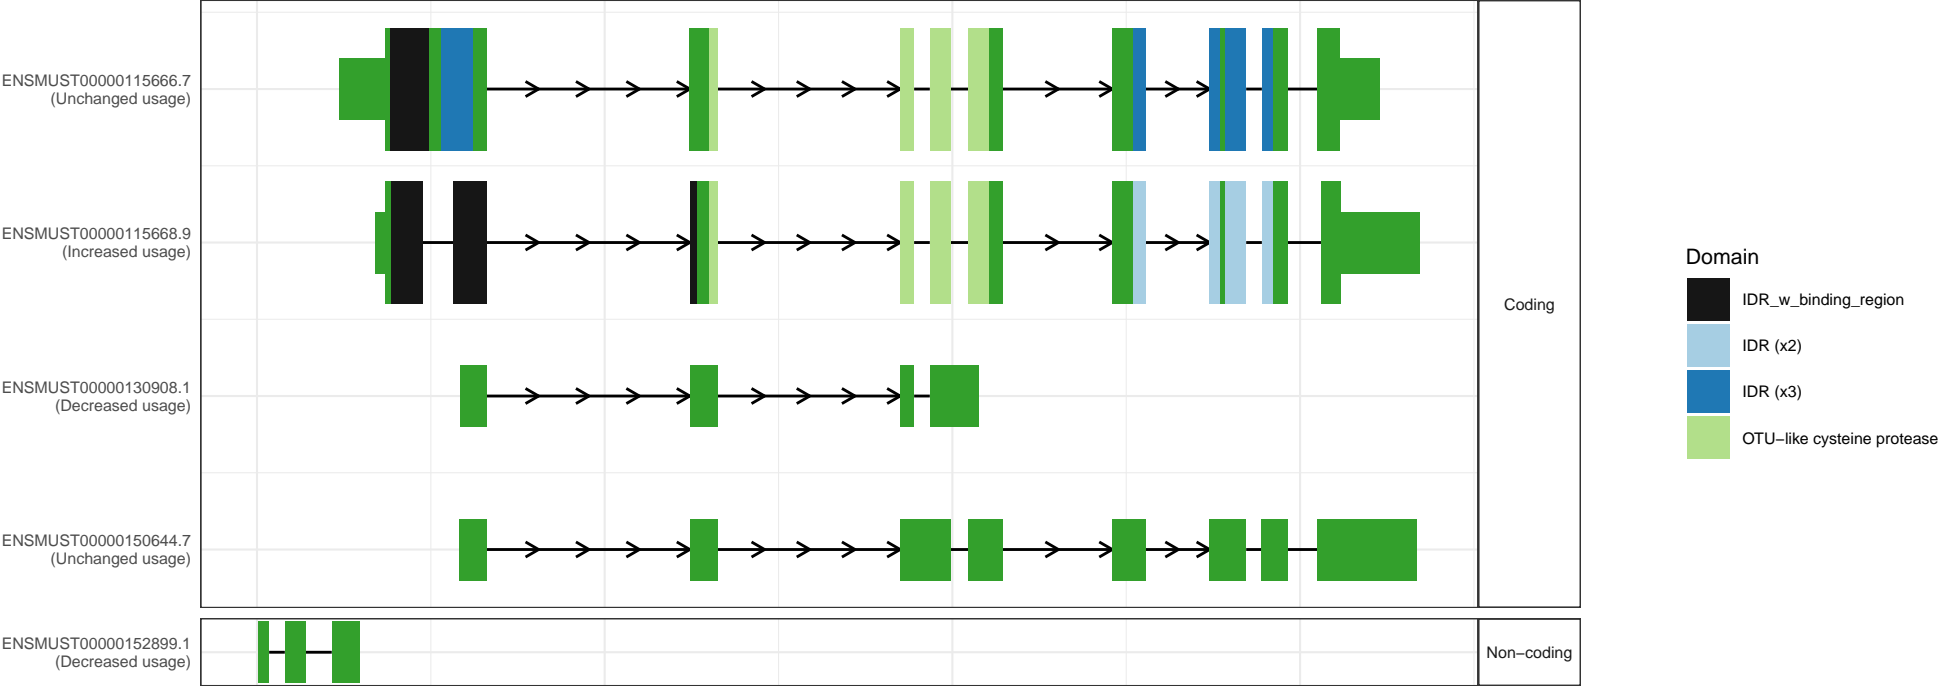 ENSMUST00000115666.7
(Unchanged usage)
ENSMUST00000115668.9
(Increased usage)
ENSMUST00000130908.1
(Decreased usage)
ENSMUST00000150644.7
(Unchanged usage)
ENSMUST00000152899.1
(Decreased usage)
Coding
Non−coding
Domain
IDR_w_binding_region
IDR (x2)
IDR (x3)
OTU−like cysteine protease